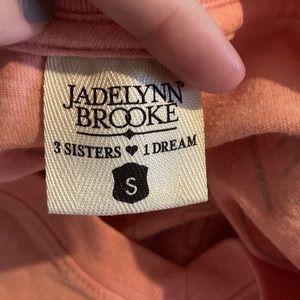 JADELYNN®
BROOKE
3 SISTERS ♥ 1 DREAM
S